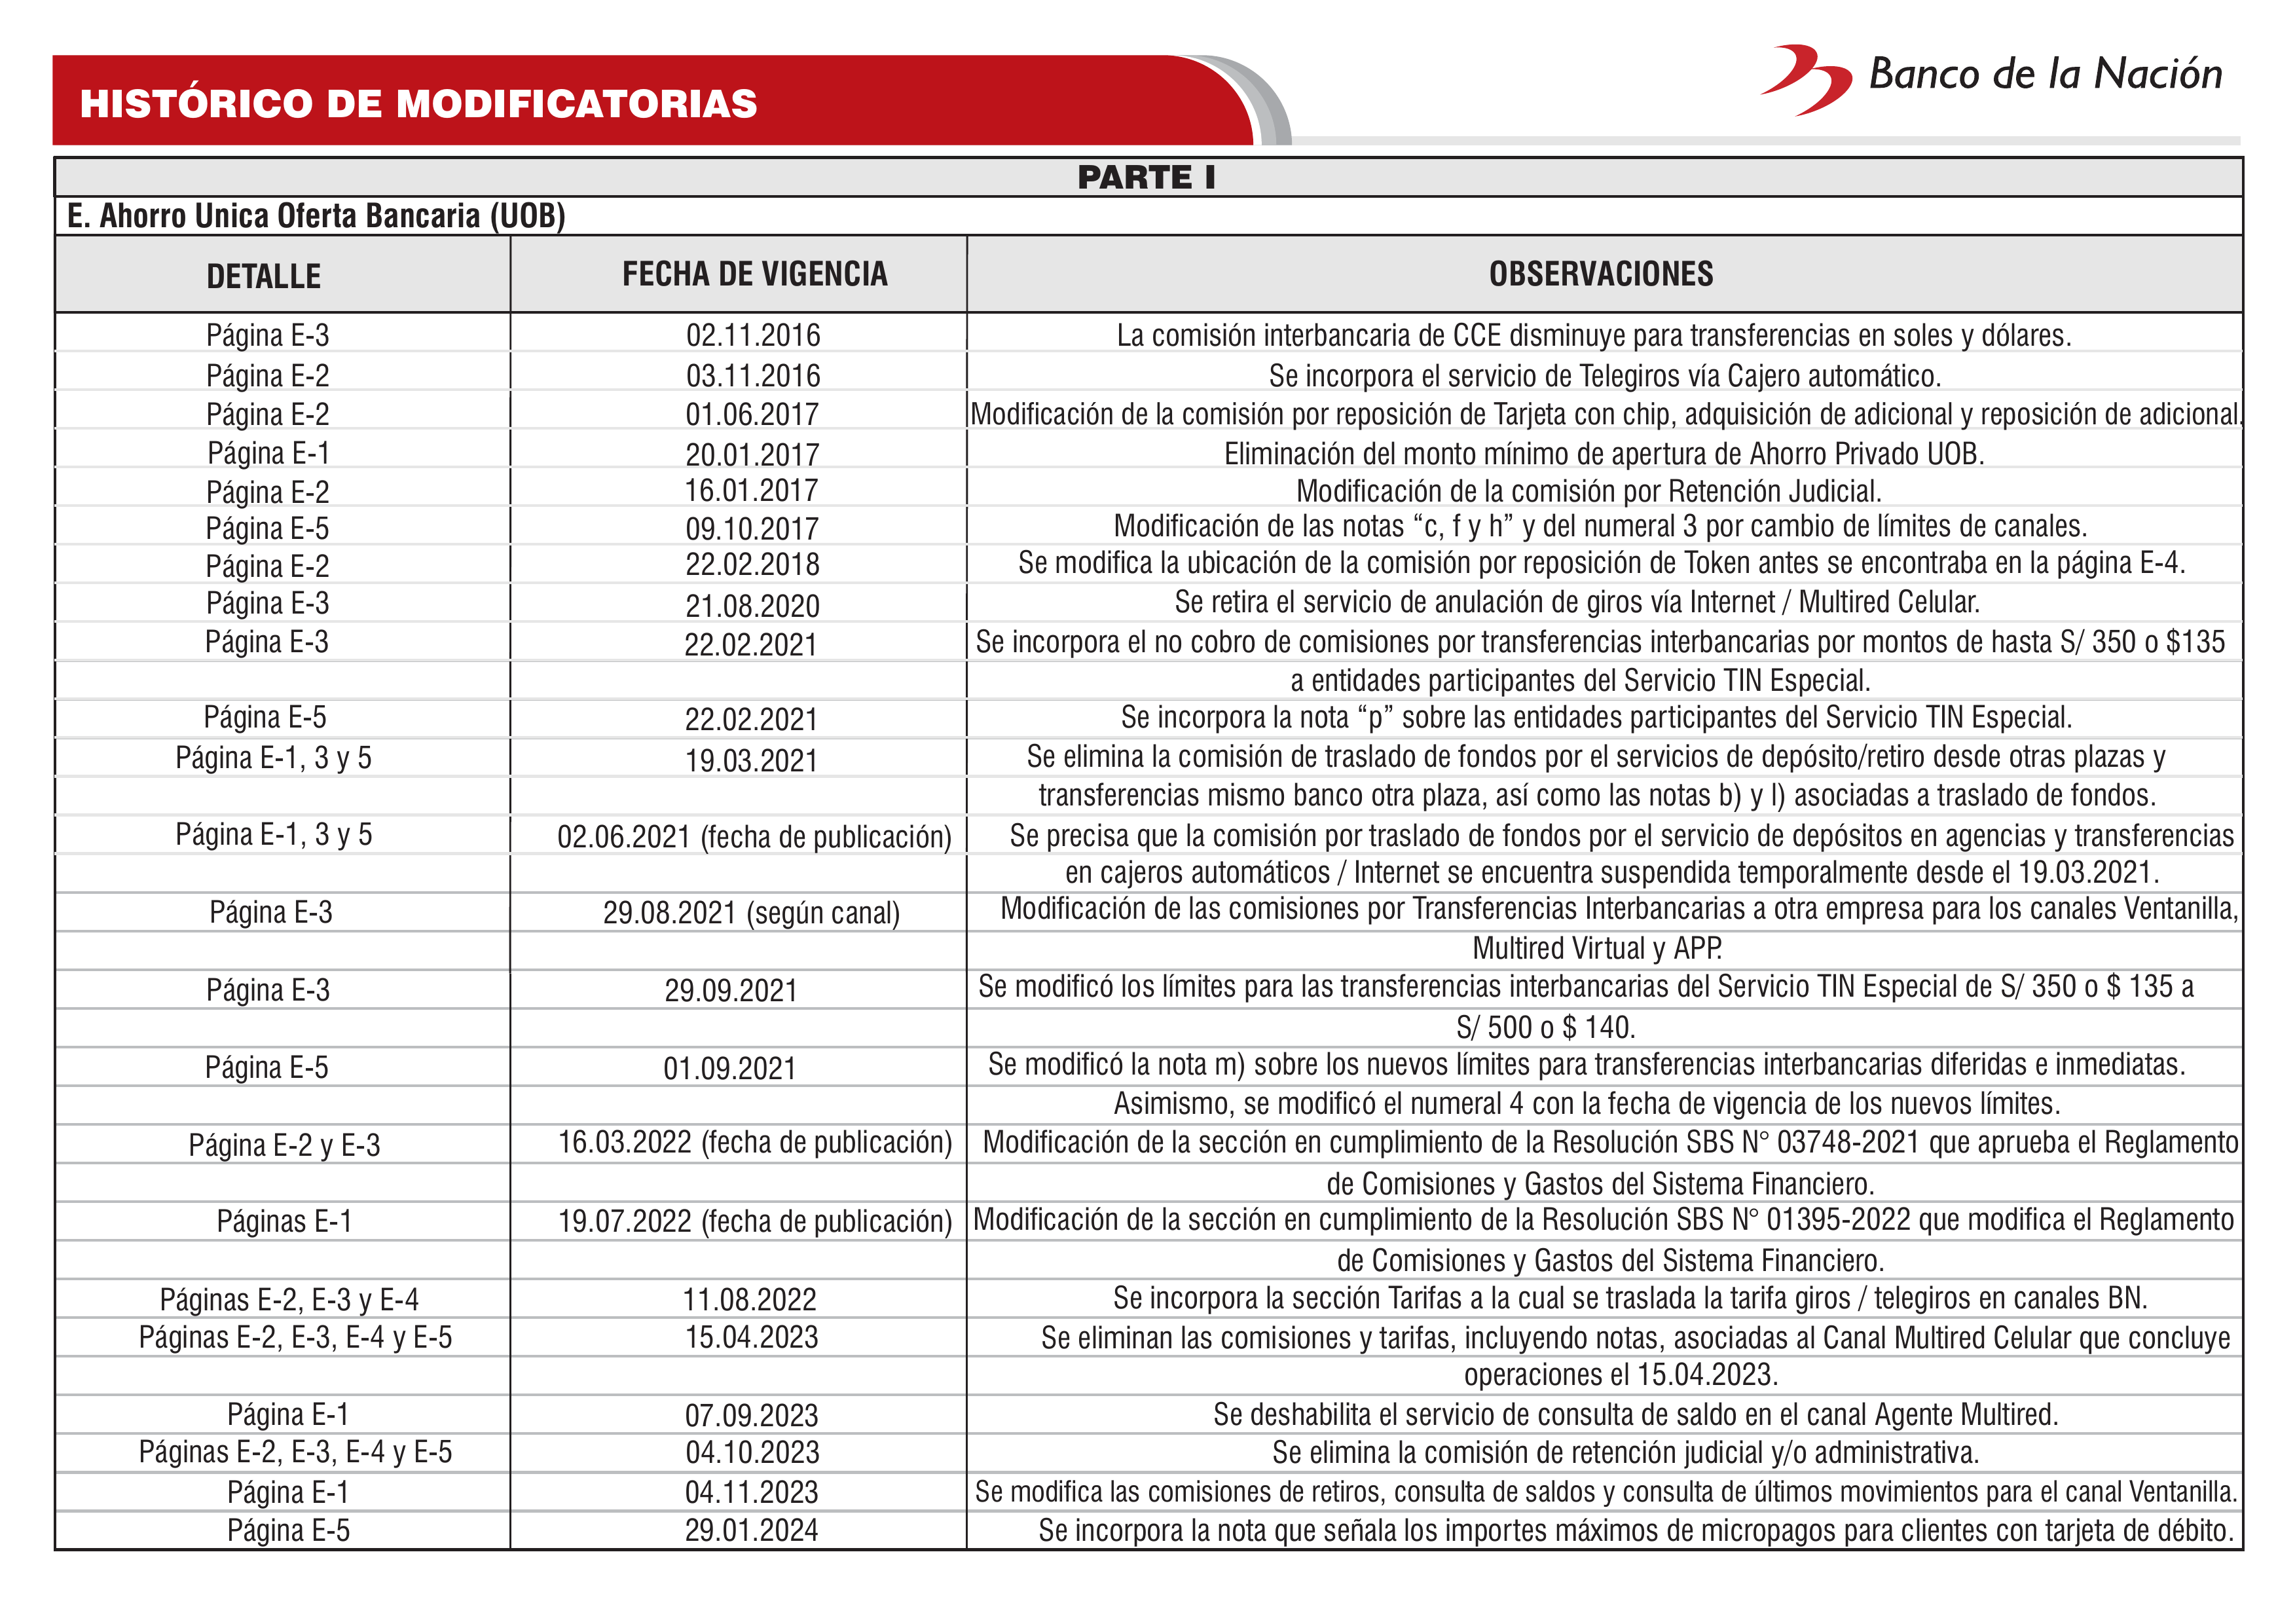 HISTÓRICO DE MODIFICATORIAS
Banco de la Nación
PARTE I
E. Ahorro Unica Oferta Bancaria (UOB)
DETALLE FECHA DE VIGENCIA OBSERVACIONES
Página E-3 02.11.2016 La comisión interbancaria de CCE disminuye para transferencias en soles y dólares.
Página E-2 03.11.2016 Se incorpora el servicio de Telegiros vía Cajero automático.
Página E-2 01.06.2017 Modificación de la comisión por reposición de Tarjeta con chip, adquisición de adicional y reposición de adicional.
Página E-1 20.01.2017 Eliminación del monto mínimo de apertura de Ahorro Privado UOB.
Página E-2 16.01.2017 Modificación de la comisión por Retención Judicial.
Página E-5 09.10.2017 Modificación de las notas “c, f y h” y del numeral 3 por cambio de límites de canales.
Página E-2 22.02.2018 Se modifica la ubicación de la comisión por reposición de Token antes se encontraba en la página E-4.
Página E-3 21.08.2020 Se retira el servicio de anulación de giros vía Internet / Multired Celular.
Página E-3 22.02.2021 Se incorpora el no cobro de comisiones por transferencias interbancarias por montos de hasta S/ 350 o $135
a entidades participantes del Servicio TIN Especial.
Página E-5 22.02.2021 Se incorpora la nota “p” sobre las entidades participantes del Servicio TIN Especial.
Página E-1, 3 y 5 19.03.2021 Se elimina la comisión de traslado de fondos por el servicios de depósito/retiro desde otras plazas y
transferencias mismo banco otra plaza, así como las notas b) y l) asociadas a traslado de fondos.
Página E-1, 3 y 5 02.06.2021 (fecha de publicación) Se precisa que la comisión por traslado de fondos por el servicio de depósitos en agencias y transferencias
en cajeros automáticos / Internet se encuentra suspendida temporalmente desde el 19.03.2021.
Página E-3 29.08.2021 (según canal) Modificación de las comisiones por Transferencias Interbancarias a otra empresa para los canales Ventanilla,
Multired Virtual y APP.
Página E-3 29.09.2021 Se modificó los límites para las transferencias interbancarias del Servicio TIN Especial de S/ 350 o $ 135 a
S/ 500 o $ 140.
Página E-5 01.09.2021 Se modificó la nota m) sobre los nuevos límites para transferencias interbancarias diferidas e inmediatas.
Asimismo, se modificó el numeral 4 con la fecha de vigencia de los nuevos límites.
Página E-2 y E-3 16.03.2022 (fecha de publicación) Modificación de la sección en cumplimiento de la Resolución SBS N° 03748-2021 que aprueba el Reglamento
de Comisiones y Gastos del Sistema Financiero.
Páginas E-1 19.07.2022 (fecha de publicación) Modificación de la sección en cumplimiento de la Resolución SBS N° 01395-2022 que modifica el Reglamento
de Comisiones y Gastos del Sistema Financiero.
Páginas E-2, E-3 y E-4 11.08.2022 Se incorpora la sección Tarifas a la cual se traslada la tarifa giros / telegiros en canales BN.
Páginas E-2, E-3, E-4 y E-5 15.04.2023 Se eliminan las comisiones y tarifas, incluyendo notas, asociadas al Canal Multired Celular que concluye
operaciones el 15.04.2023.
Página E-1 07.09.2023 Se deshabilita el servicio de consulta de saldo en el canal Agente Multired.
Páginas E-2, E-3, E-4 y E-5 04.10.2023 Se elimina la comisión de retención judicial y/o administrativa.
Página E-1 04.11.2023 Se modifica las comisiones de retiros, consulta de saldos y consulta de últimos movimientos para el canal Ventanilla.
Página E-5 29.01.2024 Se incorpora la nota que señala los importes máximos de micropagos para clientes con tarjeta de débito.